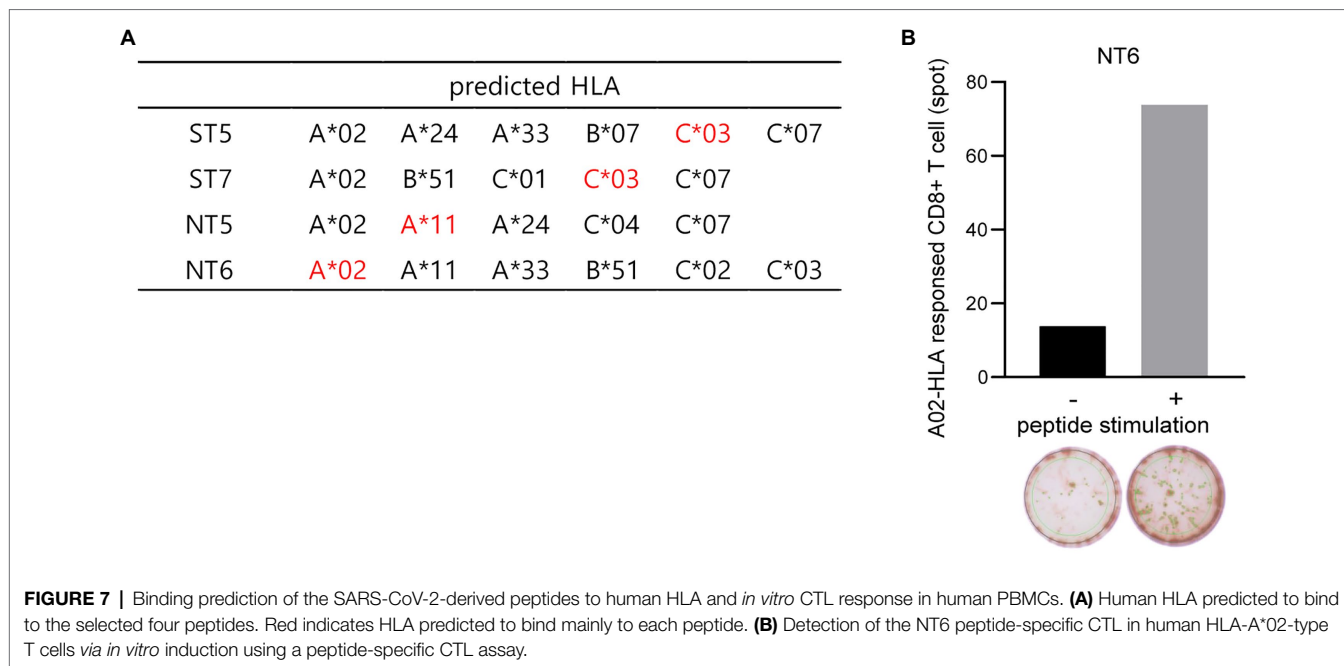 A
predicted HLA
ST5 A*02 A*24 A*33 B*07 C*03 C*07
ST7 A*02 B*51 C*01 C*03 C*07
NT5 A*02 A*11 A*24 C*04 C*07
NT6 A*02 A*11 A*33 B*51 C*02 C*03
B
NT6
A02-HLA responsed CD8+ T cell (spot)
80
60
40
20
0
- +
peptide stimulation
FIGURE 7 | Binding prediction of the SARS-CoV-2-derived peptides to human HLA and in vitro CTL response in human PBMCs. (A) Human HLA predicted to bind
to the selected four peptides. Red indicates HLA predicted to bind mainly to each peptide. (B) Detection of the NT6 peptide-specific CTL in human HLA-A*02-type
T cells via in vitro induction using a peptide-specific CTL assay.